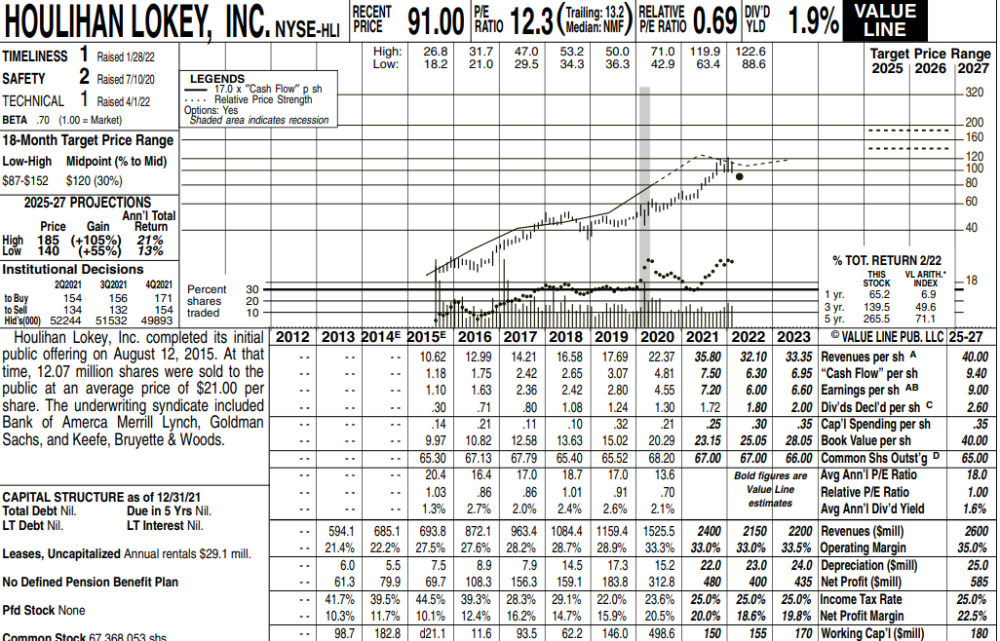 HOULIHAN LOKEY, INC. NYSE-HLI RECENT PRICE 91.00 P/E RATIO 12.3 (Trailing: 13.2 Median: NMF) RELATIVE P/E RATIO 0.69 DIV'D YLD 1.9% VALUE LINE
TIMELINESS 1 Raised 1/28/22
SAFETY 2 Raised 7/10/20
TECHNICAL 1 Raised 4/1/22
BETA .70 (1.00 = Market)
18-Month Target Price Range
Low-High Midpoint (% to Mid)
$87-$152 $120 (30%)
2025-27 PROJECTIONS
Ann'l Total
Price Gain Return
High 185 (+105%) 21%
Low 140 (+55%) 13%
Institutional Decisions
2Q2021 3Q2021 4Q2021
to Buy 154 156 171
to Sell 134 132 154
Hld's(000) 52244 51532 49893
High: 26.8 31.7 47.0 53.2 50.0 71.0 119.9 122.6
Low: 18.2 21.0 29.5 34.3 36.3 42.9 63.4 88.6
LEGENDS
17.0 x "Cash Flow" p sh
Relative Price Strength
Options: Yes
Shaded area indicates recession
Target Price Range
2025 2026 2027
320
200
160
120
100
80
60
40
18
Percent 30
shares 20
traded 10
% TOT. RETURN 2/22
THIS STOCK VL ARITH.* INDEX
1 yr. 65.2 6.9
3 yr. 139.5 49.6
5 yr. 265.5 71.1
Houlihan Lokey, Inc. completed its initial
public offering on August 12, 2015. At that
time, 12.07 million shares were sold to the
public at an average price of $21.00 per
share. The underwriting syndicate included
Bank of Amerca Merrill Lynch, Goldman
Sachs, and Keefe, Bruyette & Woods.
CAPITAL STRUCTURE as of 12/31/21
Total Debt Nil. Due in 5 Yrs Nil.
LT Debt Nil. LT Interest Nil.
Leases, Uncapitalized Annual rentals $29.1 mill.
No Defined Pension Benefit Plan
Pfd Stock None
Common Stock 67,368,053 shs.
2012 2013 2014E 2015E 2016 2017 2018 2019 2020 2021 2022 2023 © VALUE LINE PUB. LLC 25-27
-- -- -- 10.62 12.99 14.21 16.58 17.69 22.37 35.80 32.10 33.35 Revenues per sh A 40.00
-- -- -- 1.18 1.75 2.42 2.65 3.07 4.81 7.50 6.30 6.95 "Cash Flow" per sh 9.40
-- -- -- 1.10 1.63 2.36 2.42 2.80 4.55 7.20 6.00 6.60 Earnings per sh AB 9.00
-- -- -- .30 .71 .80 1.08 1.24 1.30 1.72 1.80 2.00 Div'ds Decl'd per sh C 2.60
-- -- -- .14 .21 .11 .10 .32 .21 .25 .30 .35 Cap'l Spending per sh .35
-- -- -- 9.97 10.82 12.58 13.63 15.02 20.29 23.15 25.05 28.05 Book Value per sh 40.00
-- -- -- 65.30 67.13 67.79 65.40 65.52 68.20 67.00 67.00 66.00 Common Shs Outst'g D 65.00
-- -- -- 20.4 16.4 17.0 18.7 17.0 13.6 Bold figures are Avg Ann'l P/E Ratio 18.0
-- -- -- 1.03 .86 .86 1.01 .91 .70 Value Line Relative P/E Ratio 1.00
-- -- -- 1.3% 2.7% 2.0% 2.4% 2.6% 2.1% estimates Avg Ann'l Div'd Yield 1.6%
-- 594.1 685.1 693.8 872.1 963.4 1084.4 1159.4 1525.5 2400 2150 2200 Revenues ($mill) 2600
-- 21.4% 22.2% 27.5% 27.6% 28.2% 28.7% 28.9% 33.3% 33.0% 33.0% 33.5% Operating Margin 35.0%
-- 6.0 5.5 7.5 8.9 7.9 14.5 17.3 15.2 22.0 23.0 24.0 Depreciation ($mill) 25.0
-- 61.3 79.9 69.7 108.3 156.3 159.1 183.8 312.8 480 400 435 Net Profit ($mill) 585
-- 41.7% 39.5% 44.5% 39.3% 28.3% 29.1% 22.0% 23.6% 25.0% 25.0% 25.0% Income Tax Rate 25.0%
-- 10.3% 11.7% 10.1% 12.4% 16.2% 14.7% 15.9% 20.5% 20.0% 18.6% 19.8% Net Profit Margin 22.5%
-- 98.7 182.8 d21.1 11.6 93.5 62.2 146.0 498.6 150 155 170 Working Cap'l ($mill) 180